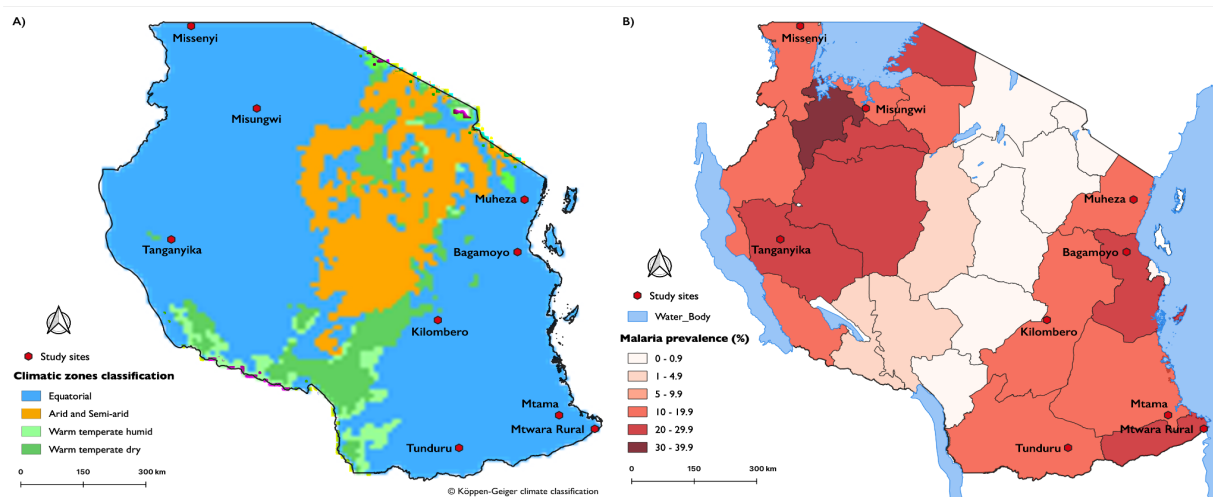 A)
Missenyi
Misungwi
Muheza
Tanganyika
Bagamoyo
Kilombero
Mtama
Mtwara Rural
Tunduru
Study sites
Climatic zones classification
Equatorial
Arid and Semi-arid
Warm temperate humid
Warm temperate dry
0 150 300 km
© Köppen-Geiger climate classification
B)
Missenyi
Misungwi
Muheza
Tanganyika
Bagamoyo
Kilombero
Mtama
Mtwara Rural
Tunduru
Study sites
Water_Body
Malaria prevalence (%)
0 - 0.9
1 - 4.9
5 - 9.9
10 - 19.9
20 - 29.9
30 - 39.9
0 150 300 km